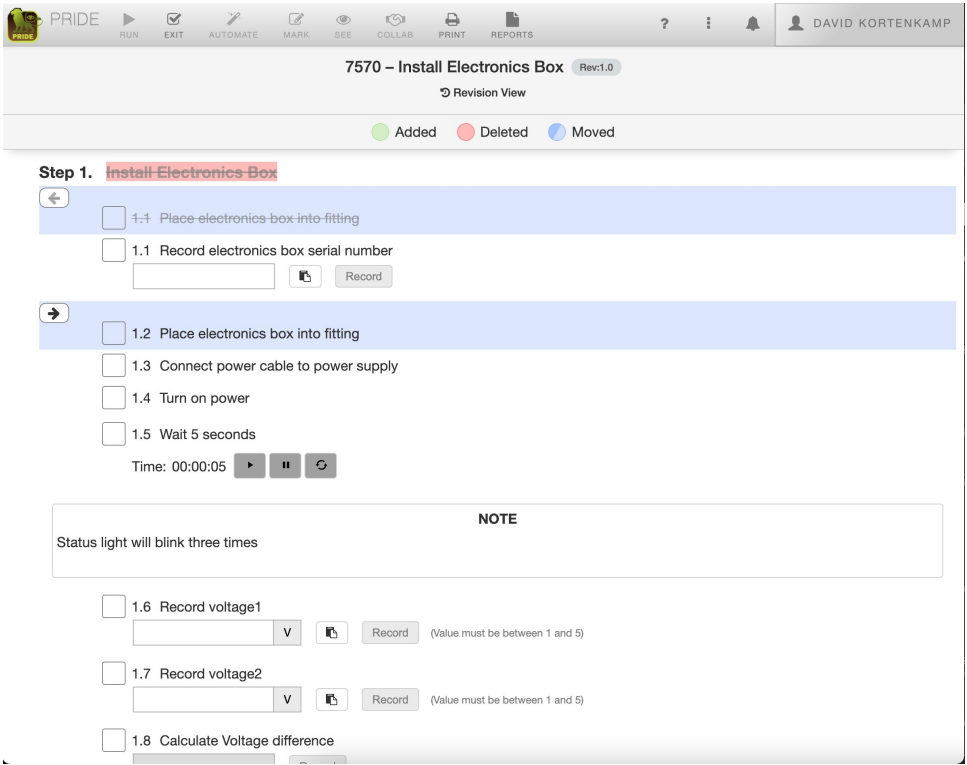 PRIDE
PRIDE
RUN
EXIT
AUTOMATE
MARK
SEE
COLLAB
PRINT
REPORTS
?
DAVID KORTENKAMP
7570 – Install Electronics Box Rev:1.0
Revision View
Added Deleted Moved
Step 1. Install Electronics Box
1.1 Place electronics box into fitting
1.1 Record electronics box serial number
Record
1.2 Place electronics box into fitting
1.3 Connect power cable to power supply
1.4 Turn on power
1.5 Wait 5 seconds
Time: 00:00:05
NOTE
Status light will blink three times
1.6 Record voltage1
V Record (Value must be between 1 and 5)
1.7 Record voltage2
V Record (Value must be between 1 and 5)
1.8 Calculate Voltage difference